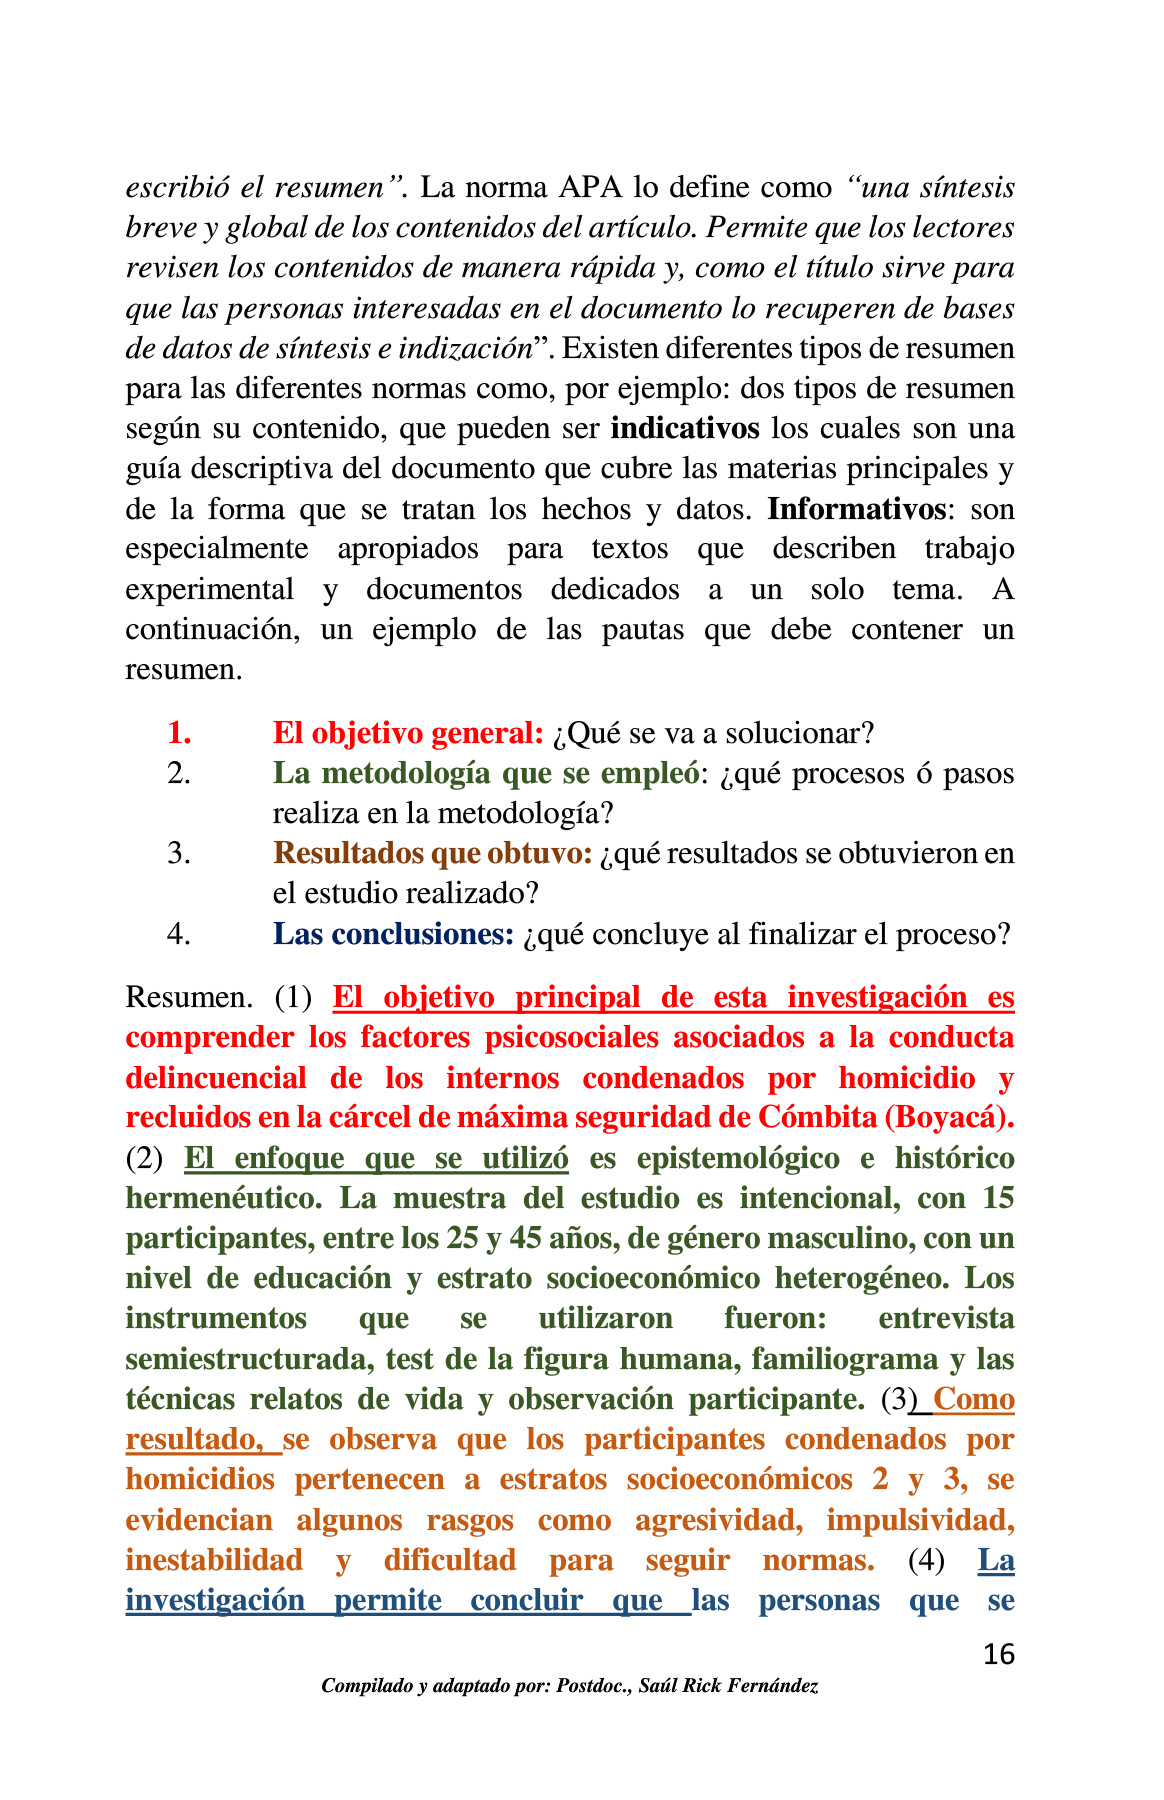 escribió el resumen”. La norma APA lo define como “una síntesis
breve y global de los contenidos del artículo. Permite que los lectores
revisen los contenidos de manera rápida y, como el título sirve para
que las personas interesadas en el documento lo recuperen de bases
de datos de síntesis e indización”. Existen diferentes tipos de resumen
para las diferentes normas como, por ejemplo: dos tipos de resumen
según su contenido, que pueden ser indicativos los cuales son una
guía descriptiva del documento que cubre las materias principales y
de la forma que se tratan los hechos y datos. Informativos: son
especialmente apropiados para textos que describen trabajo
experimental y documentos dedicados a un solo tema. A
continuación, un ejemplo de las pautas que debe contener un
resumen.
1. El objetivo general: ¿Qué se va a solucionar?
2. La metodología que se empleó: ¿qué procesos ó pasos
realiza en la metodología?
3. Resultados que obtuvo: ¿qué resultados se obtuvieron en
el estudio realizado?
4. Las conclusiones: ¿qué concluye al finalizar el proceso?
Resumen. (1) El objetivo principal de esta investigación es
comprender los factores psicosociales asociados a la conducta
delincuencial de los internos condenados por homicidio y
recluidos en la cárcel de máxima seguridad de Cómbita (Boyacá).
(2) El enfoque que se utilizó es epistemológico e histórico
hermenéutico. La muestra del estudio es intencional, con 15
participantes, entre los 25 y 45 años, de género masculino, con un
nivel de educación y estrato socioeconómico heterogéneo. Los
instrumentos que se utilizaron fueron: entrevista
semiestructurada, test de la figura humana, familiograma y las
técnicas relatos de vida y observación participante. (3) Como
resultado, se observa que los participantes condenados por
homicidios pertenecen a estratos socioeconómicos 2 y 3, se
evidencian algunos rasgos como agresividad, impulsividad,
inestabilidad y dificultad para seguir normas. (4) La
investigación permite concluir que las personas que se
16
Compilado y adaptado por: Postdoc., Saúl Rick Fernández